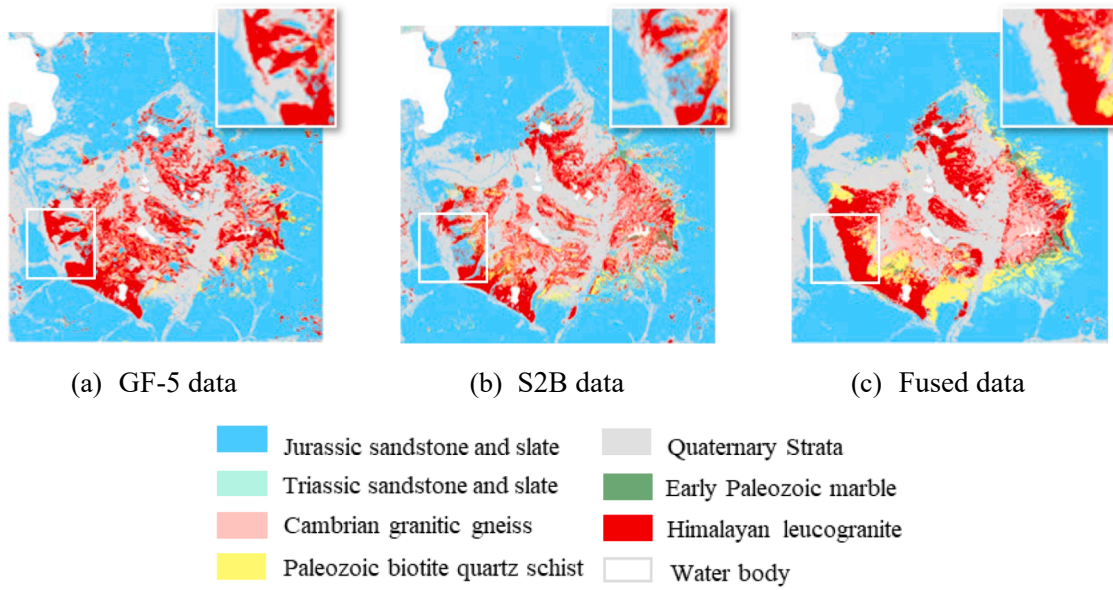 (a) GF-5 data
(b) S2B data
(c) Fused data
Jurassic sandstone and slate
Quaternary Strata
Triassic sandstone and slate
Early Paleozoic marble
Cambrian granitic gneiss
Himalayan leucogranite
Paleozoic biotite quartz schist
Water body